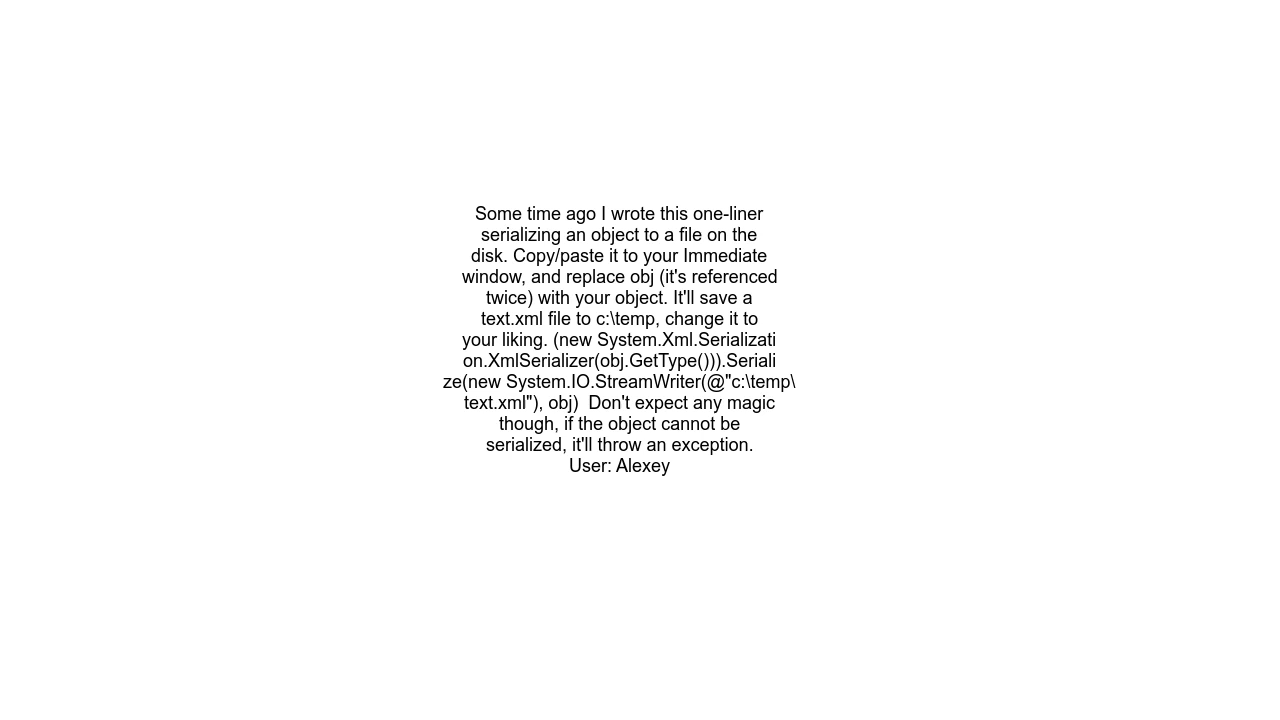 Some time ago I wrote this one-liner
serializing an object to a file on the
disk. Copy/paste it to your Immediate
window, and replace obj (it's referenced
twice) with your object. It'll save a
text.xml file to c:\temp, change it to
your liking. (new System.Xml.Serializati
on.XmlSerializer(obj.GetType())).Seriali
ze(new System.IO.StreamWriter(@"c:\temp\
text.xml"), obj)  Don't expect any magic
though, if the object cannot be
serialized, it'll throw an exception.
User: Alexey